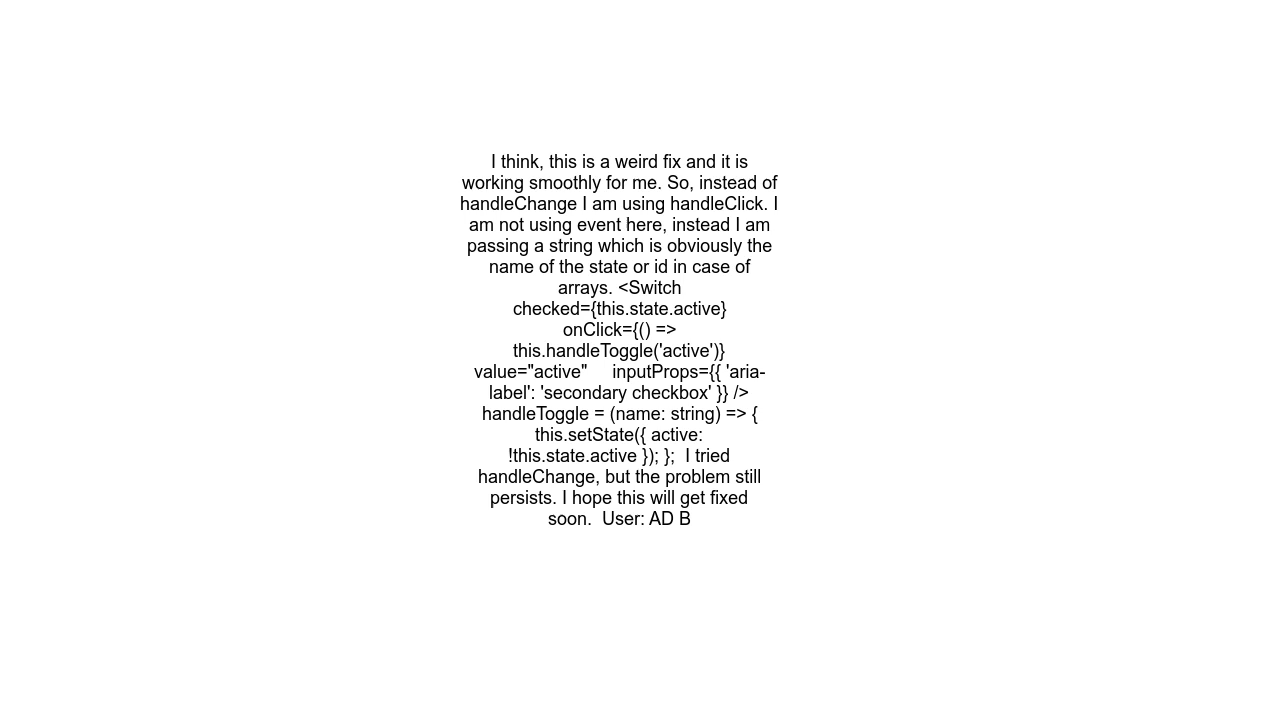 I think, this is a weird fix and it is
working smoothly for me. So, instead of
handleChange I am using handleClick. I
am not using event here, instead I am
passing a string which is obviously the
name of the state or id in case of
arrays. <Switch
checked={this.state.active}
onClick={() =>
this.handleToggle('active')}
value="active"     inputProps={{ 'aria-
label': 'secondary checkbox' }} />
handleToggle = (name: string) => {
this.setState({ active:
!this.state.active }); };  I tried
handleChange, but the problem still
persists. I hope this will get fixed
soon.  User: AD B